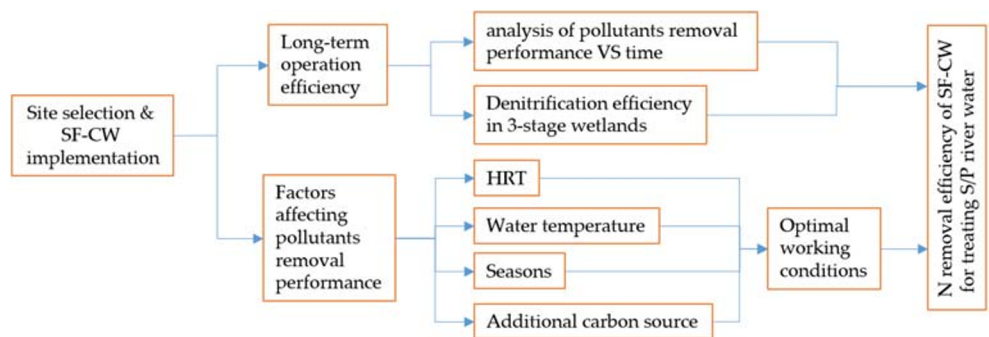 Site selection &
SF-CW
implementation
Long-term
operation
efficiency
analysis of pollutants removal
performance VS time
Denitrification efficiency
in 3-stage wetlands
Factors
affecting
pollutants
removal
performance
HRT
Water temperature
Seasons
Additional carbon source
Optimal
working
conditions
N removal efficiency of SF-CW
for treating S/P river water